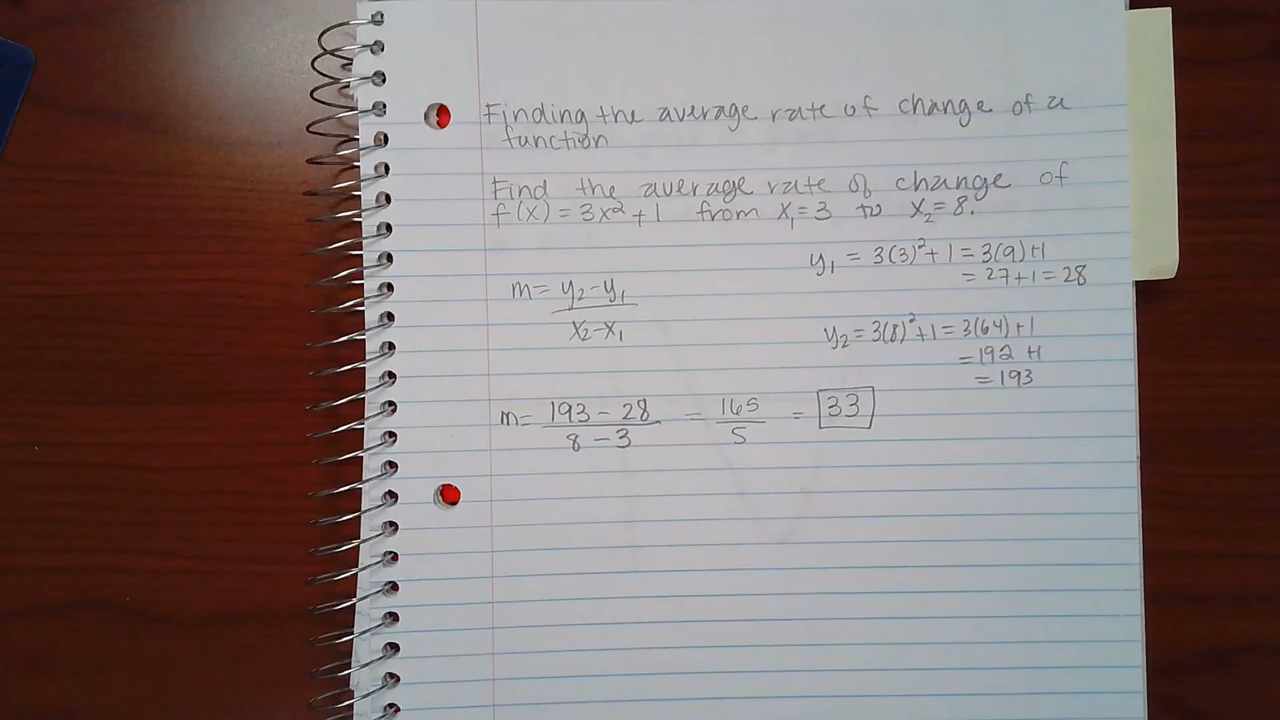 Finding the average rate of change of a
function
Find the average rate of change of
f(x) = 3x² + 1 from x₁ = 3 to x₂ = 8.
y₁ = 3(3)² + 1 = 3(9) + 1
= 27 + 1 = 28
m = y₂ - y₁
x₂ - x₁
y₂ = 3(8)² + 1 = 3(64) + 1
= 192 + 1
= 193
m = 193 - 28 = 165 = 33
8 - 3 5